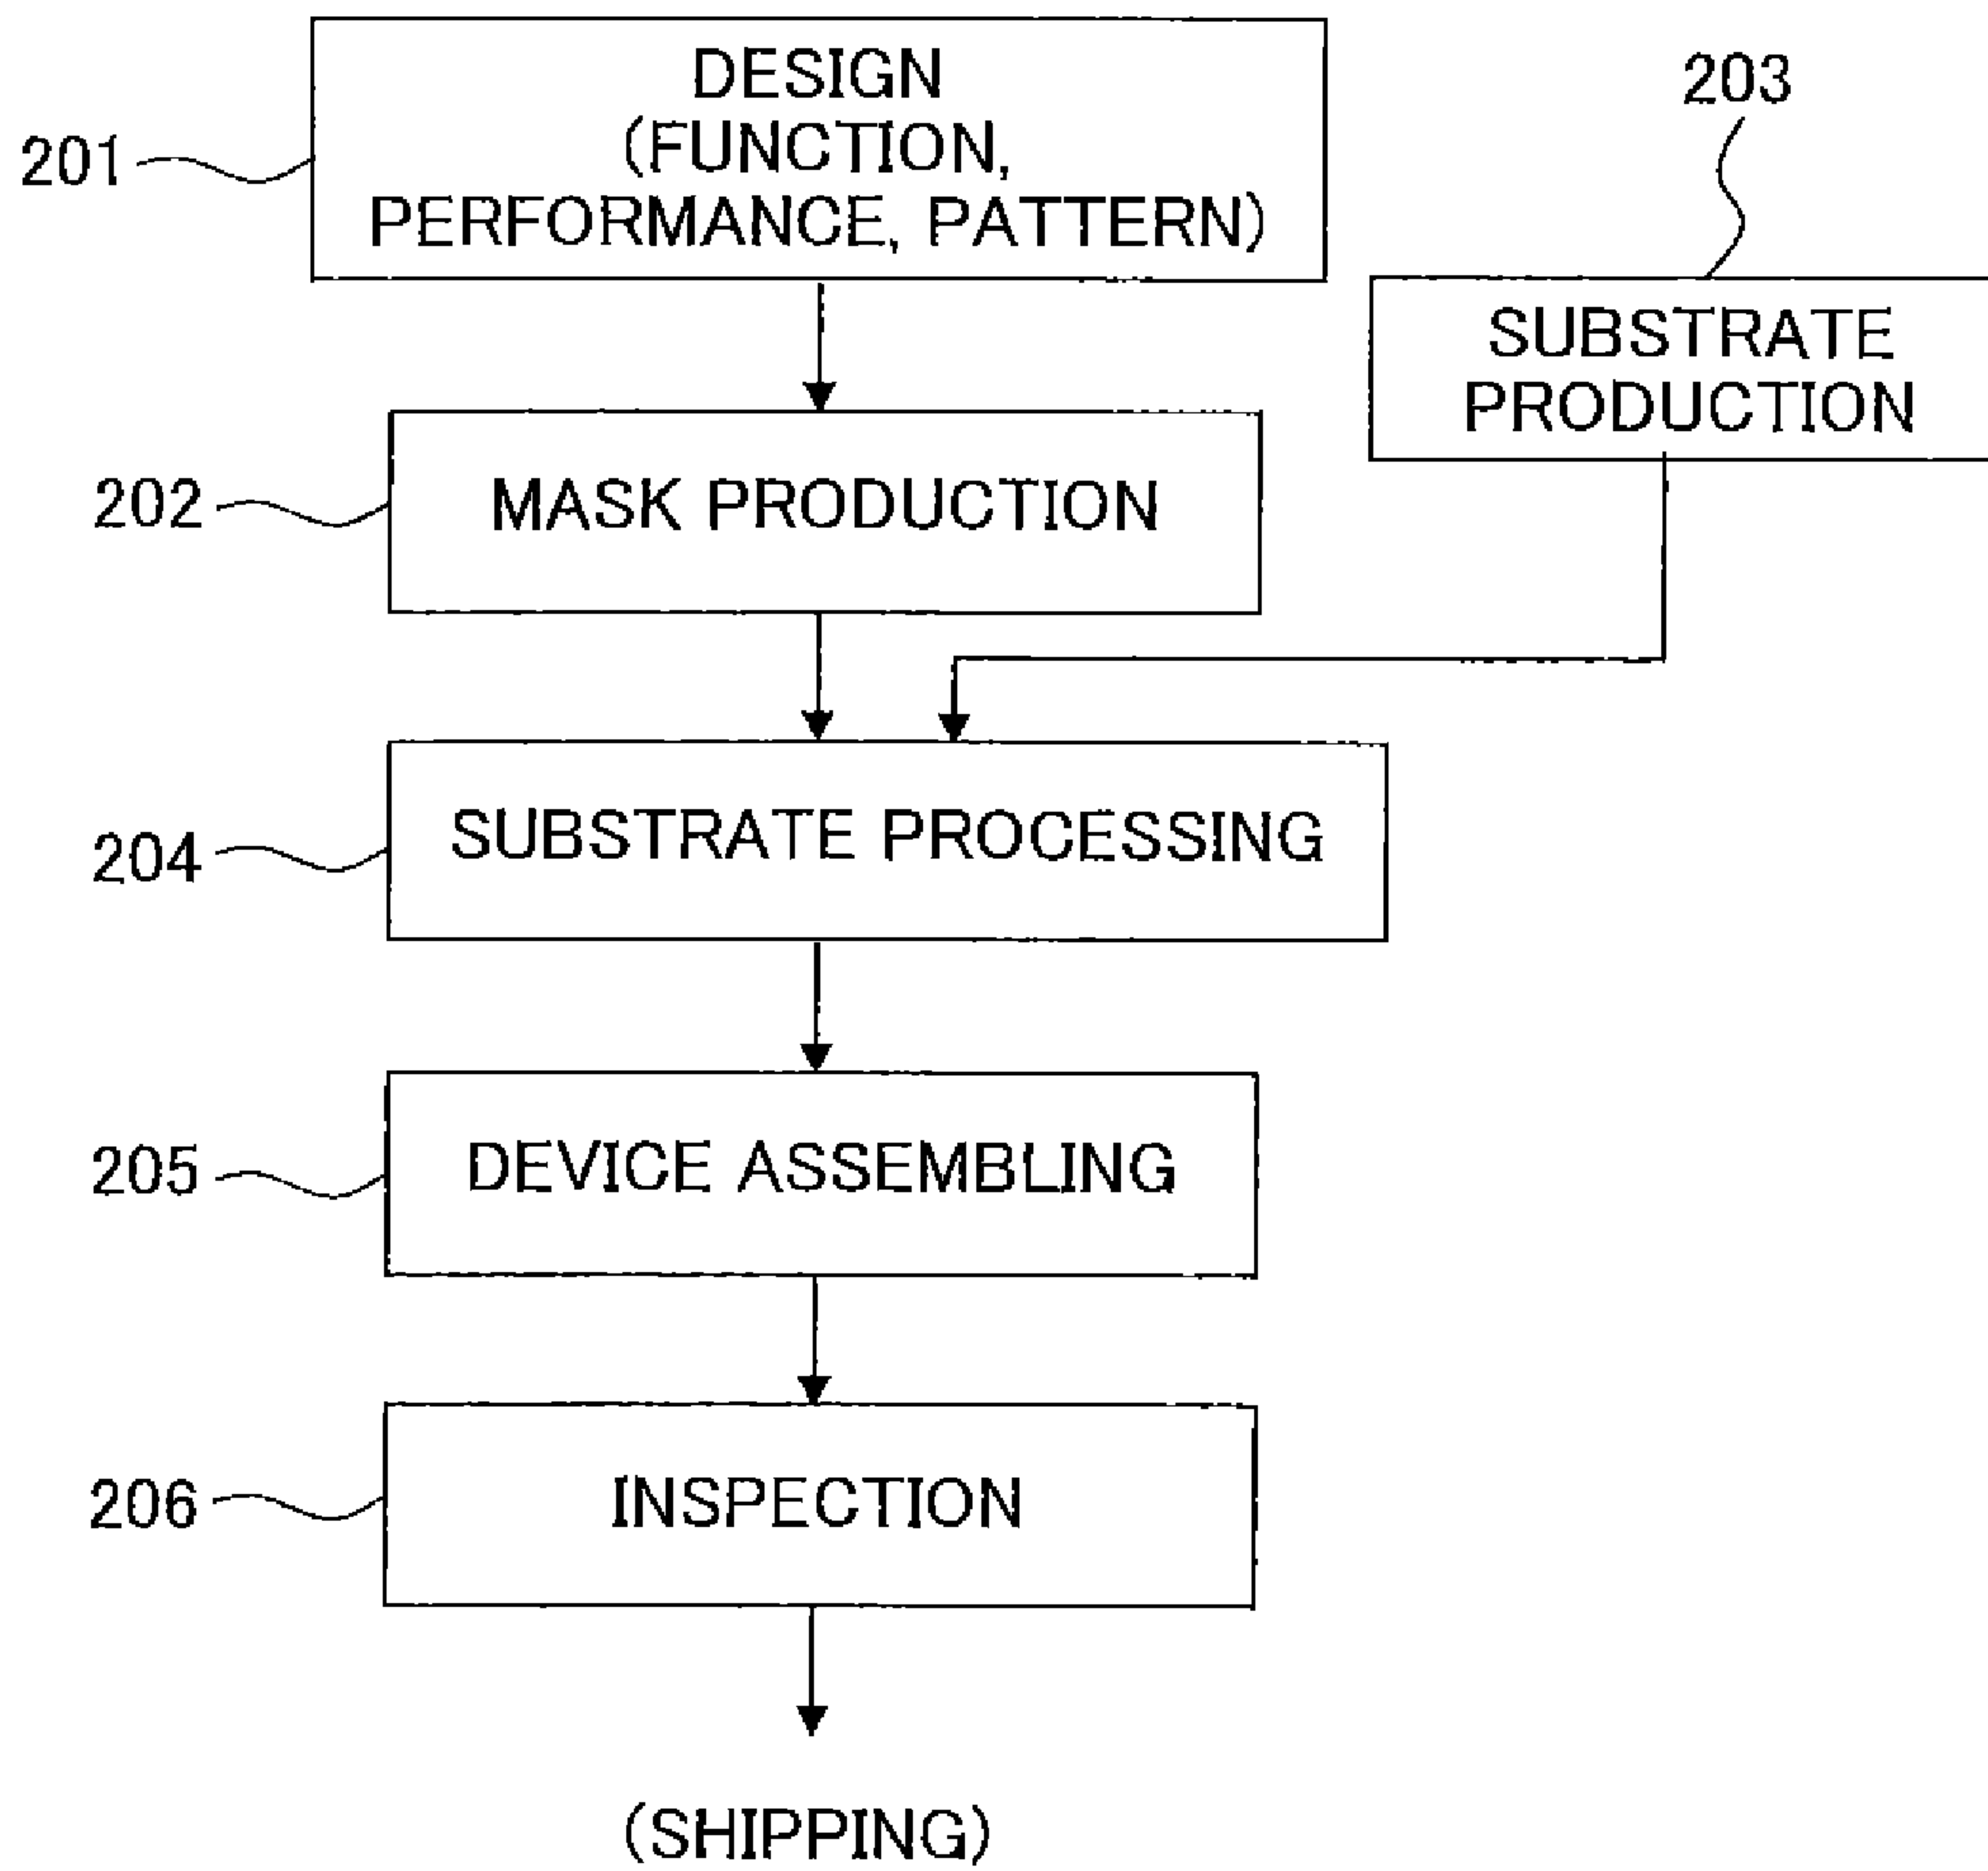 DESIGN
(FUNCTION,
PERFORMANCE, PATTERN)
201
203
SUBSTRATE
PRODUCTION
202
MASK PRODUCTION
204
SUBSTRATE PROCESSING
205
DEVICE ASSEMBLING
206
INSPECTION
(SHIPPING)